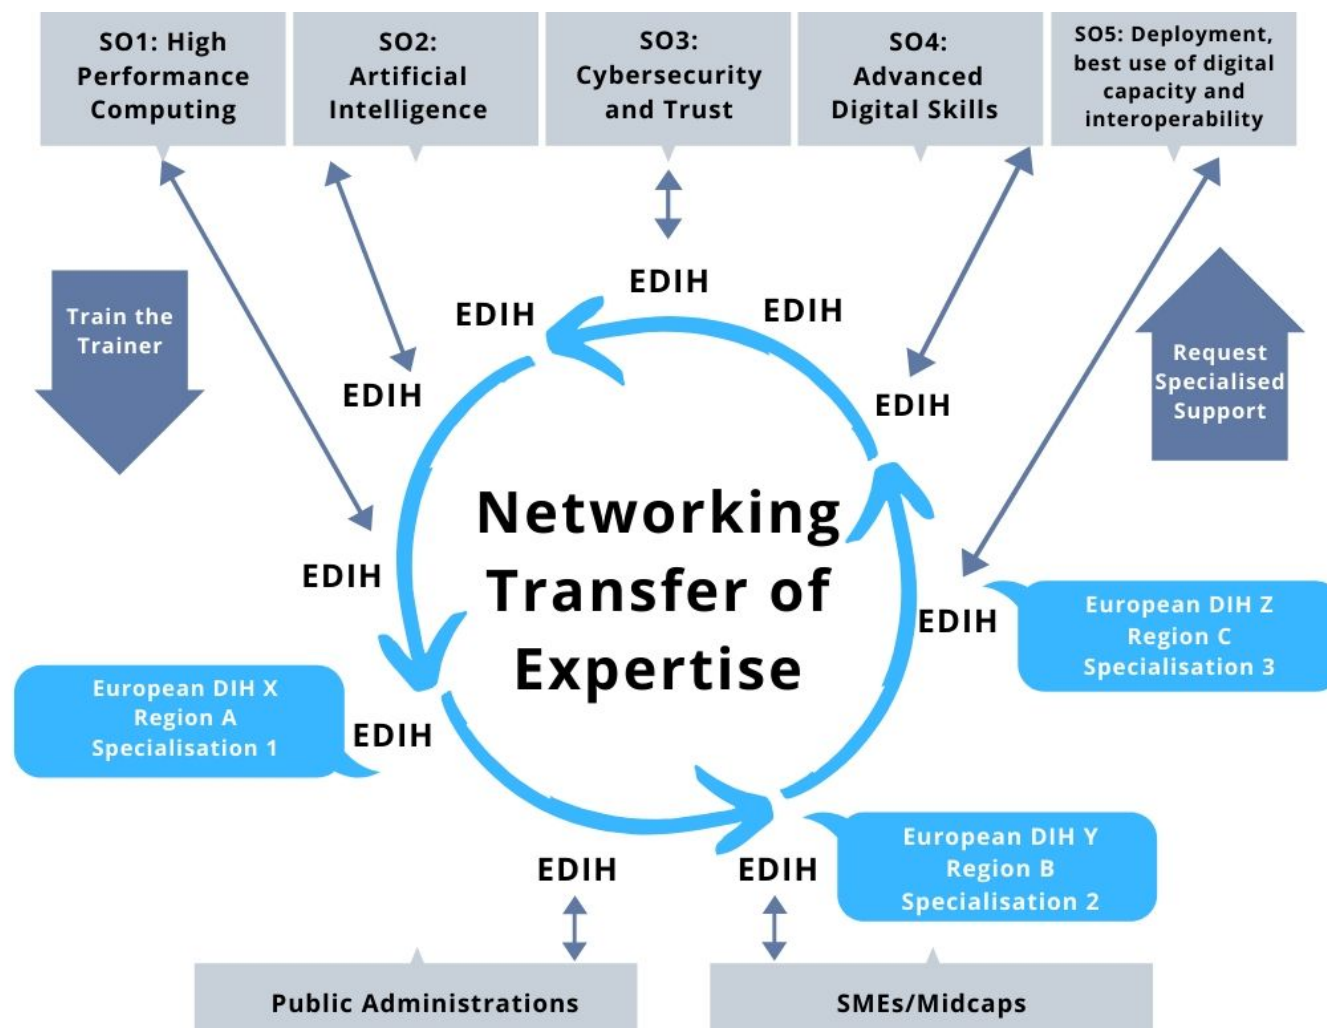 SO1: High
Performance
Computing
SO2:
Artificial
Intelligence
SO3:
Cybersecurity
and Trust
SO4:
Advanced
Digital Skills
SO5: Deployment,
best use of digital
capacity and
interoperability
Train the
Trainer
Request
Specialised
Support
EDIH
EDIH
EDIH
EDIH
EDIH
EDIH
EDIH
EDIH
EDIH
EDIH
Networking
Transfer of
Expertise
European DIH X
Region A
Specialisation 1
European DIH Z
Region C
Specialisation 3
European DIH Y
Region B
Specialisation 2
Public Administrations
SMEs/Midcaps